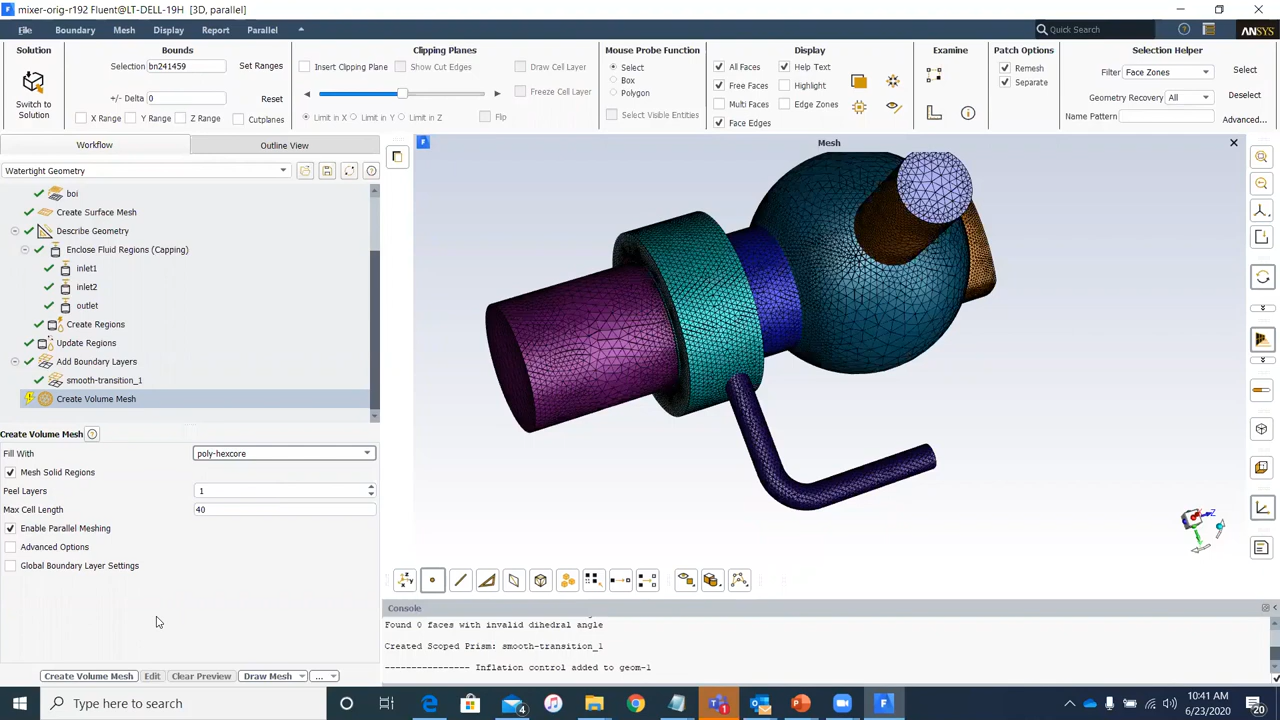 mixer-orig-r192 Fluent@LT-DELL-19H [3D, parallel]
File Boundary Mesh Display Report Parallel
Quick Search
ANSYS
Solution
Switch to
Solution
Bounds
Selection bn241459 Set Ranges
+/- Delta 0 Reset
X Range Y Range Z Range Cutplanes
Clipping Planes
Insert Clipping Plane Show Cut Edges Draw Cell Layer
Freeze Cell Layer
Limit in X Limit in Y Limit in Z Flip
Mouse Probe Function
Select
Box
Polygon
Select Visible Entities
Display
All Faces Help Text
Free Faces Highlight
Multi Faces Edge Zones
Face Edges
Examine
Patch Options
Remesh
Separate
Selection Helper
Filter Face Zones Select
Geometry Recovery All Deselect
Name Pattern Advanced...
Workflow Outline View
Watertight Geometry
boi
Create Surface Mesh
Describe Geometry
Enclose Fluid Regions (Capping)
inlet1
inlet2
outlet
Create Regions
Update Regions
Add Boundary Layers
smooth-transition_1
Create Volume Mesh
Create Volume Mesh
Fill With poly-hexcore
Mesh Solid Regions
Peel Layers 1
Max Cell Length 40
Enable Parallel Meshing
Advanced Options
Global Boundary Layer Settings
Create Volume Mesh Edit Clear Preview Draw Mesh ...
Mesh
Z
Console
Found 0 faces with invalid dihedral angle
Created Scoped Prism: smooth-transition_1
---------------- Inflation control added to geom-1
Type here to search
4
1
10:41 AM
6/23/2020
20